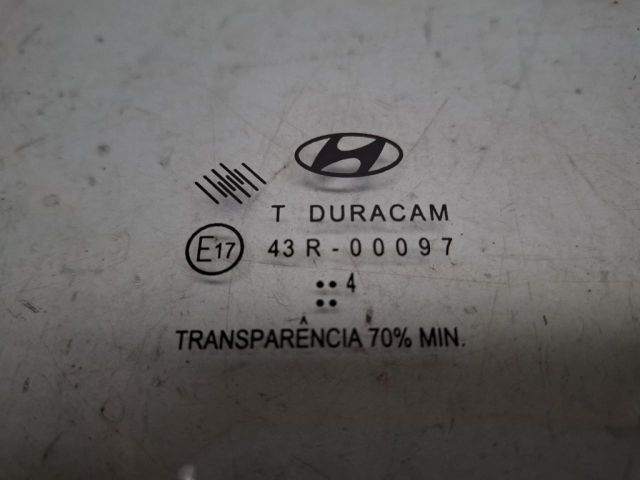 T DURACAM
E17 43R-00097
4
TRANSPARÊNCIA 70% MIN.